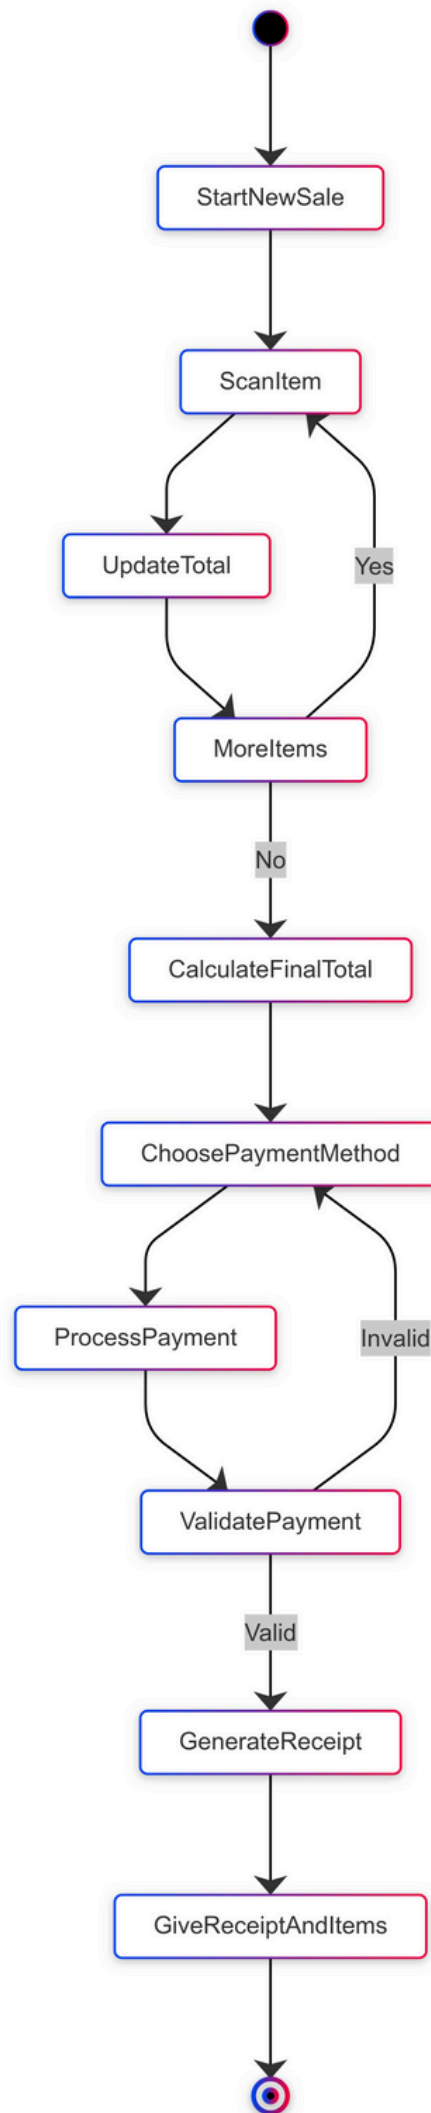 StartNewSale
ScanItem
UpdateTotal
Yes
MoreItems
No
CalculateFinalTotal
ChoosePaymentMethod
ProcessPayment
Invalid
ValidatePayment
Valid
GenerateReceipt
GiveReceiptAndItems